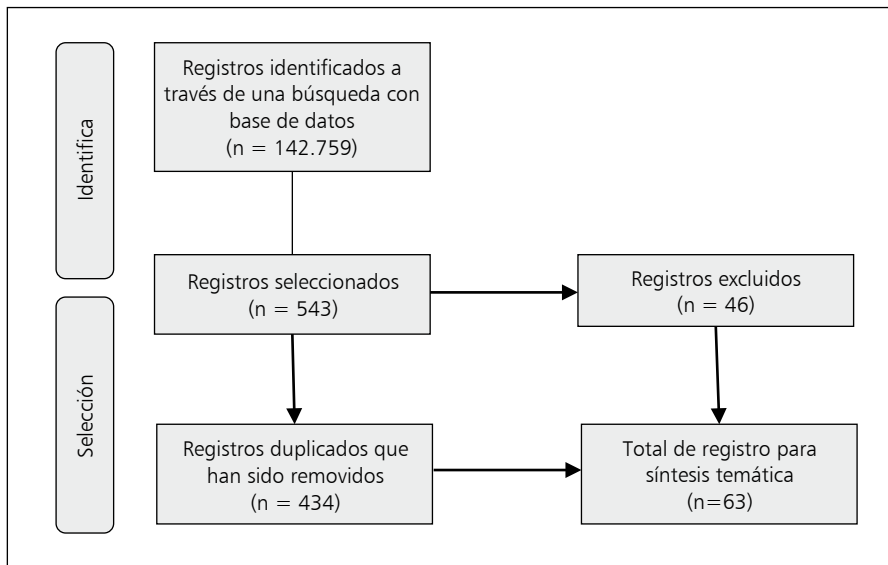 Identifica
Registros identificados a
través de una búsqueda con
base de datos
(n = 142.759)
Registros seleccionados
(n = 543)
Registros excluidos
(n = 46)
Selección
Registros duplicados que
han sido removidos
(n = 434)
Total de registro para
síntesis temática
(n=63)